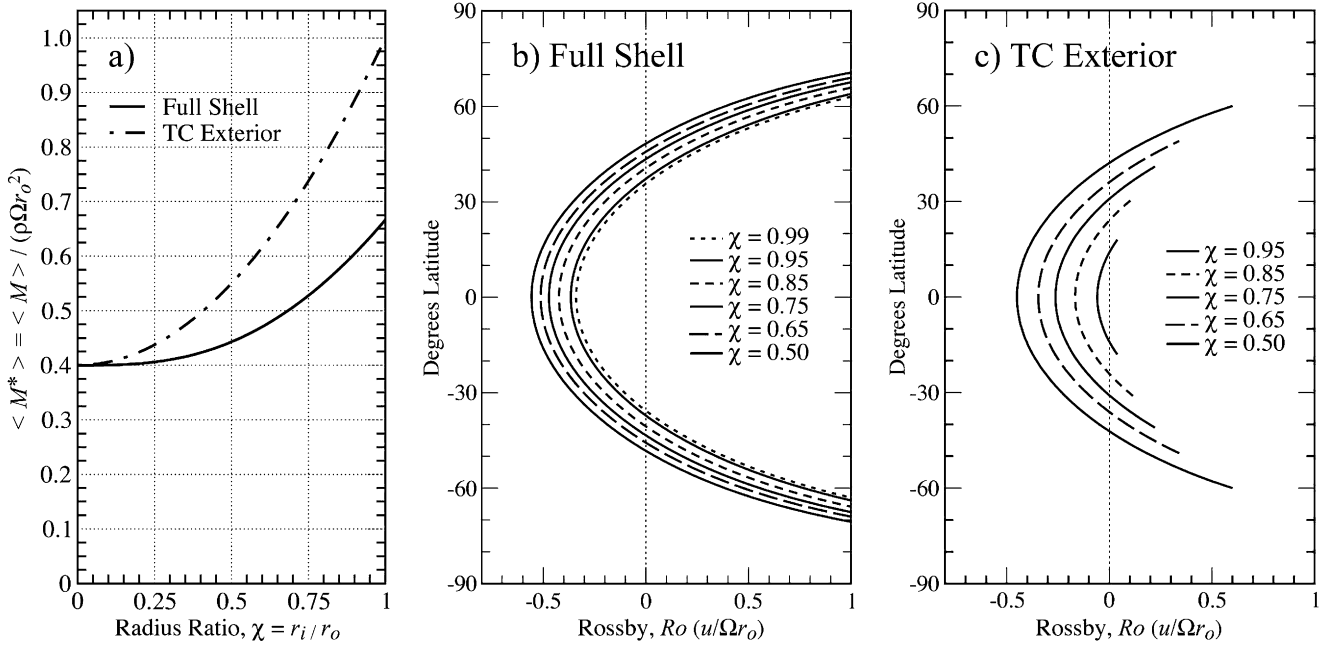 a)
Full Shell
TC Exterior
1.0
0.9
0.8
0.7
0.6
0.5
0.4
0.3
0.2
0.1
0
0 0.25 0.5 0.75 1
< M* > = < M > / (ρΩr_o²)
Radius Ratio, χ = r_i / r_o
b) Full Shell
90
60
30
0
-30
-60
-90
-0.5 0 0.5 1
Degrees Latitude
χ = 0.99
χ = 0.95
χ = 0.85
χ = 0.75
χ = 0.65
χ = 0.50
Rossby, Ro (u/Ωr_o)
c) TC Exterior
90
60
30
0
-30
-60
-90
-0.5 0 0.5 1
Degrees Latitude
χ = 0.95
χ = 0.85
χ = 0.75
χ = 0.65
χ = 0.50
Rossby, Ro (u/Ωr_o)